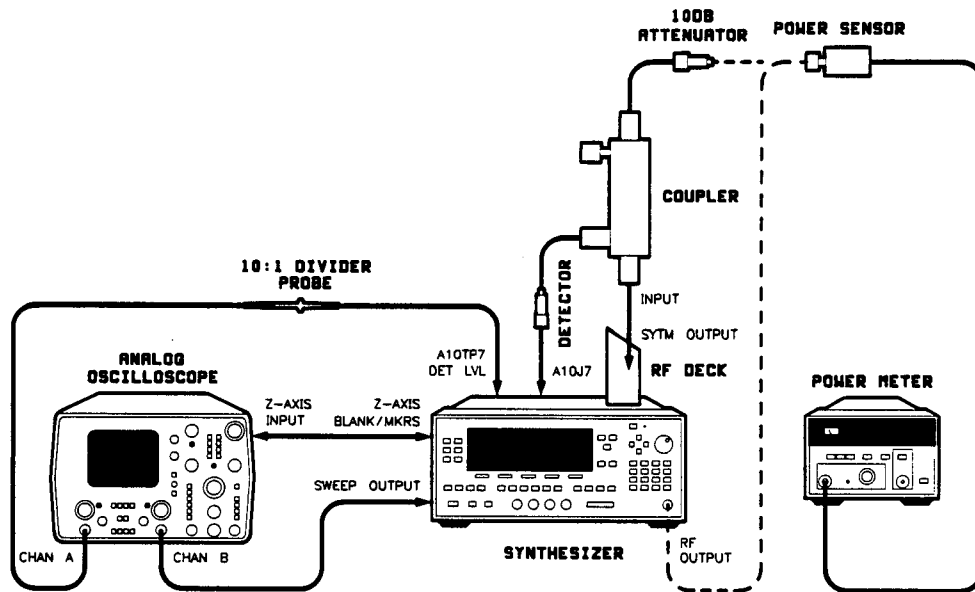 10DB
ATTENUATOR
POWER SENSOR
COUPLER
10:1 DIVIDER
PROBE
DETECTOR
INPUT
SYTM OUTPUT
A10TP7
DET LVL
A10J7
RF DECK
ANALOG
OSCILLOSCOPE
POWER METER
Z-AXIS
INPUT
Z-AXIS
BLANK/MKRS
SWEEP OUTPUT
CHAN A
CHAN B
SYNTHESIZER
RF
OUTPUT